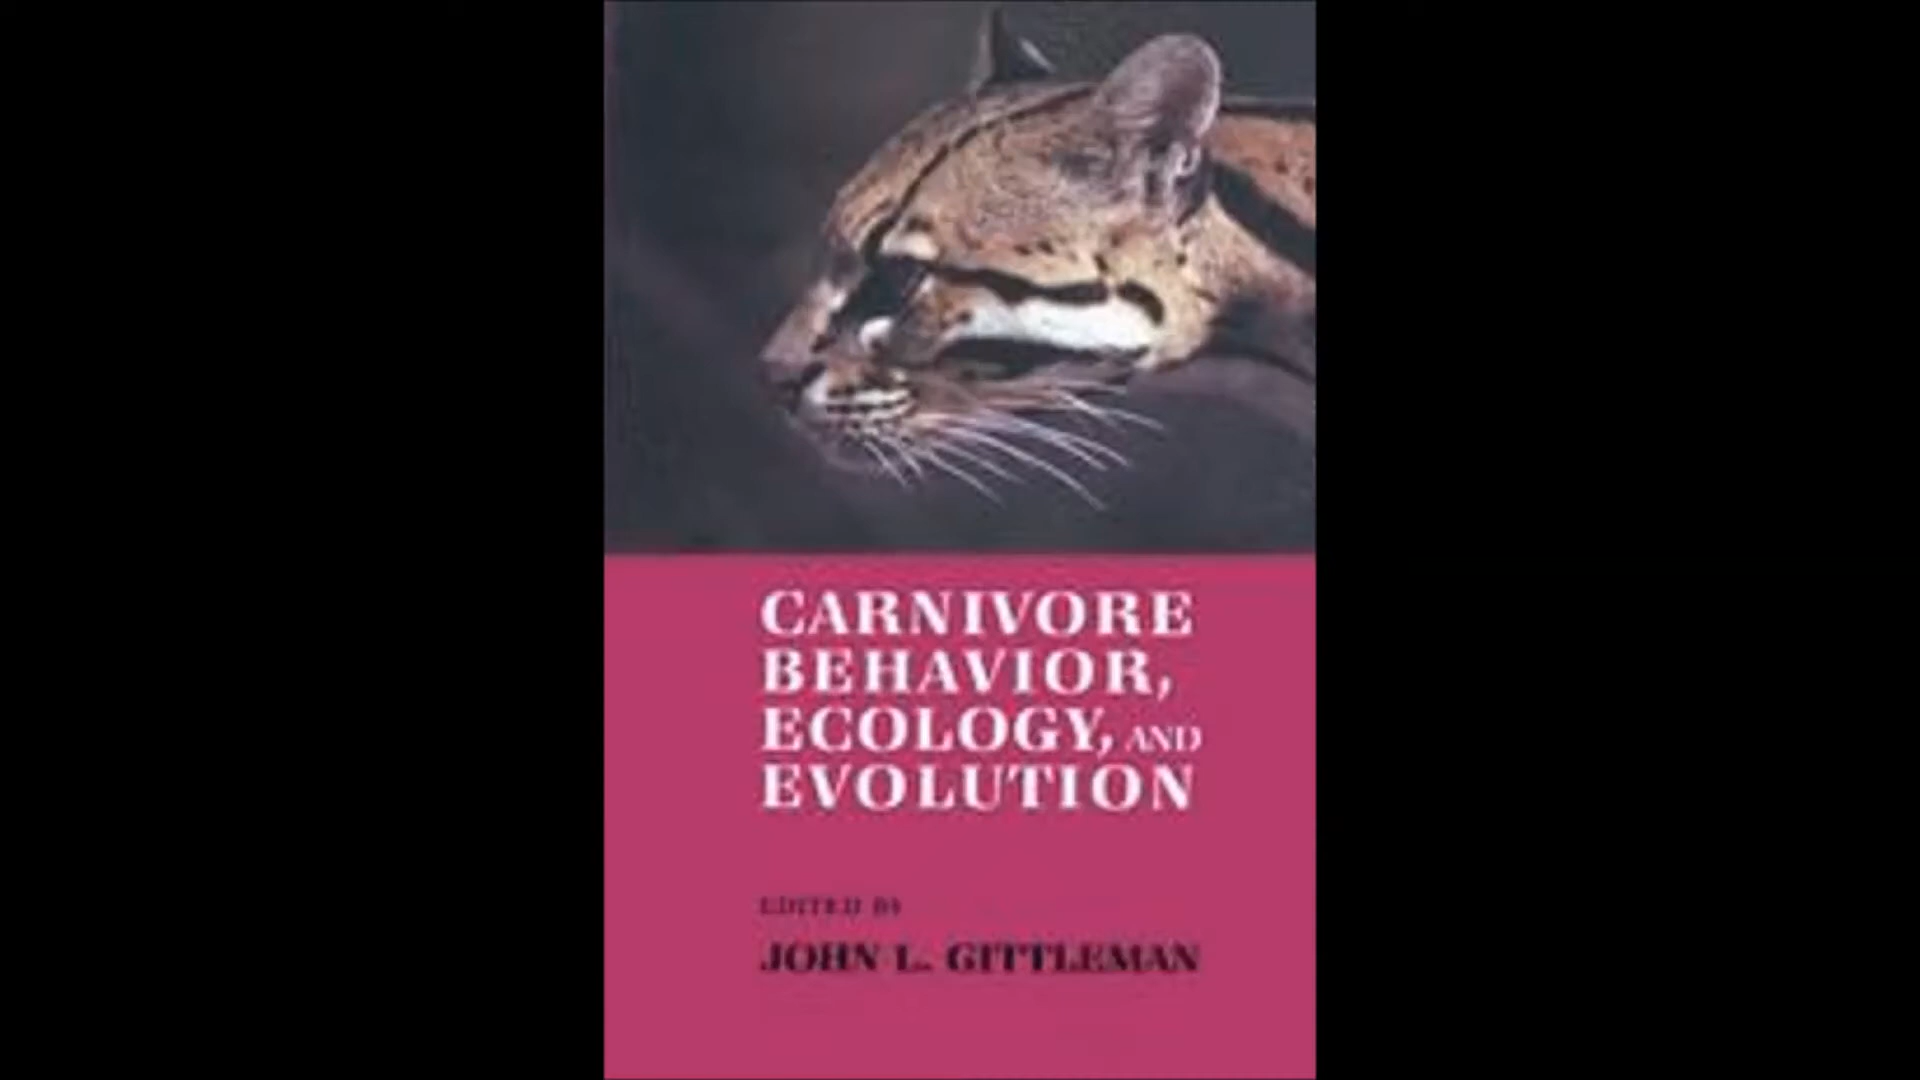 CARNIVORE
BEHAVIOR,
ECOLOGY, AND
EVOLUTION
EDITED BY
JOHN L. GITTLEMAN